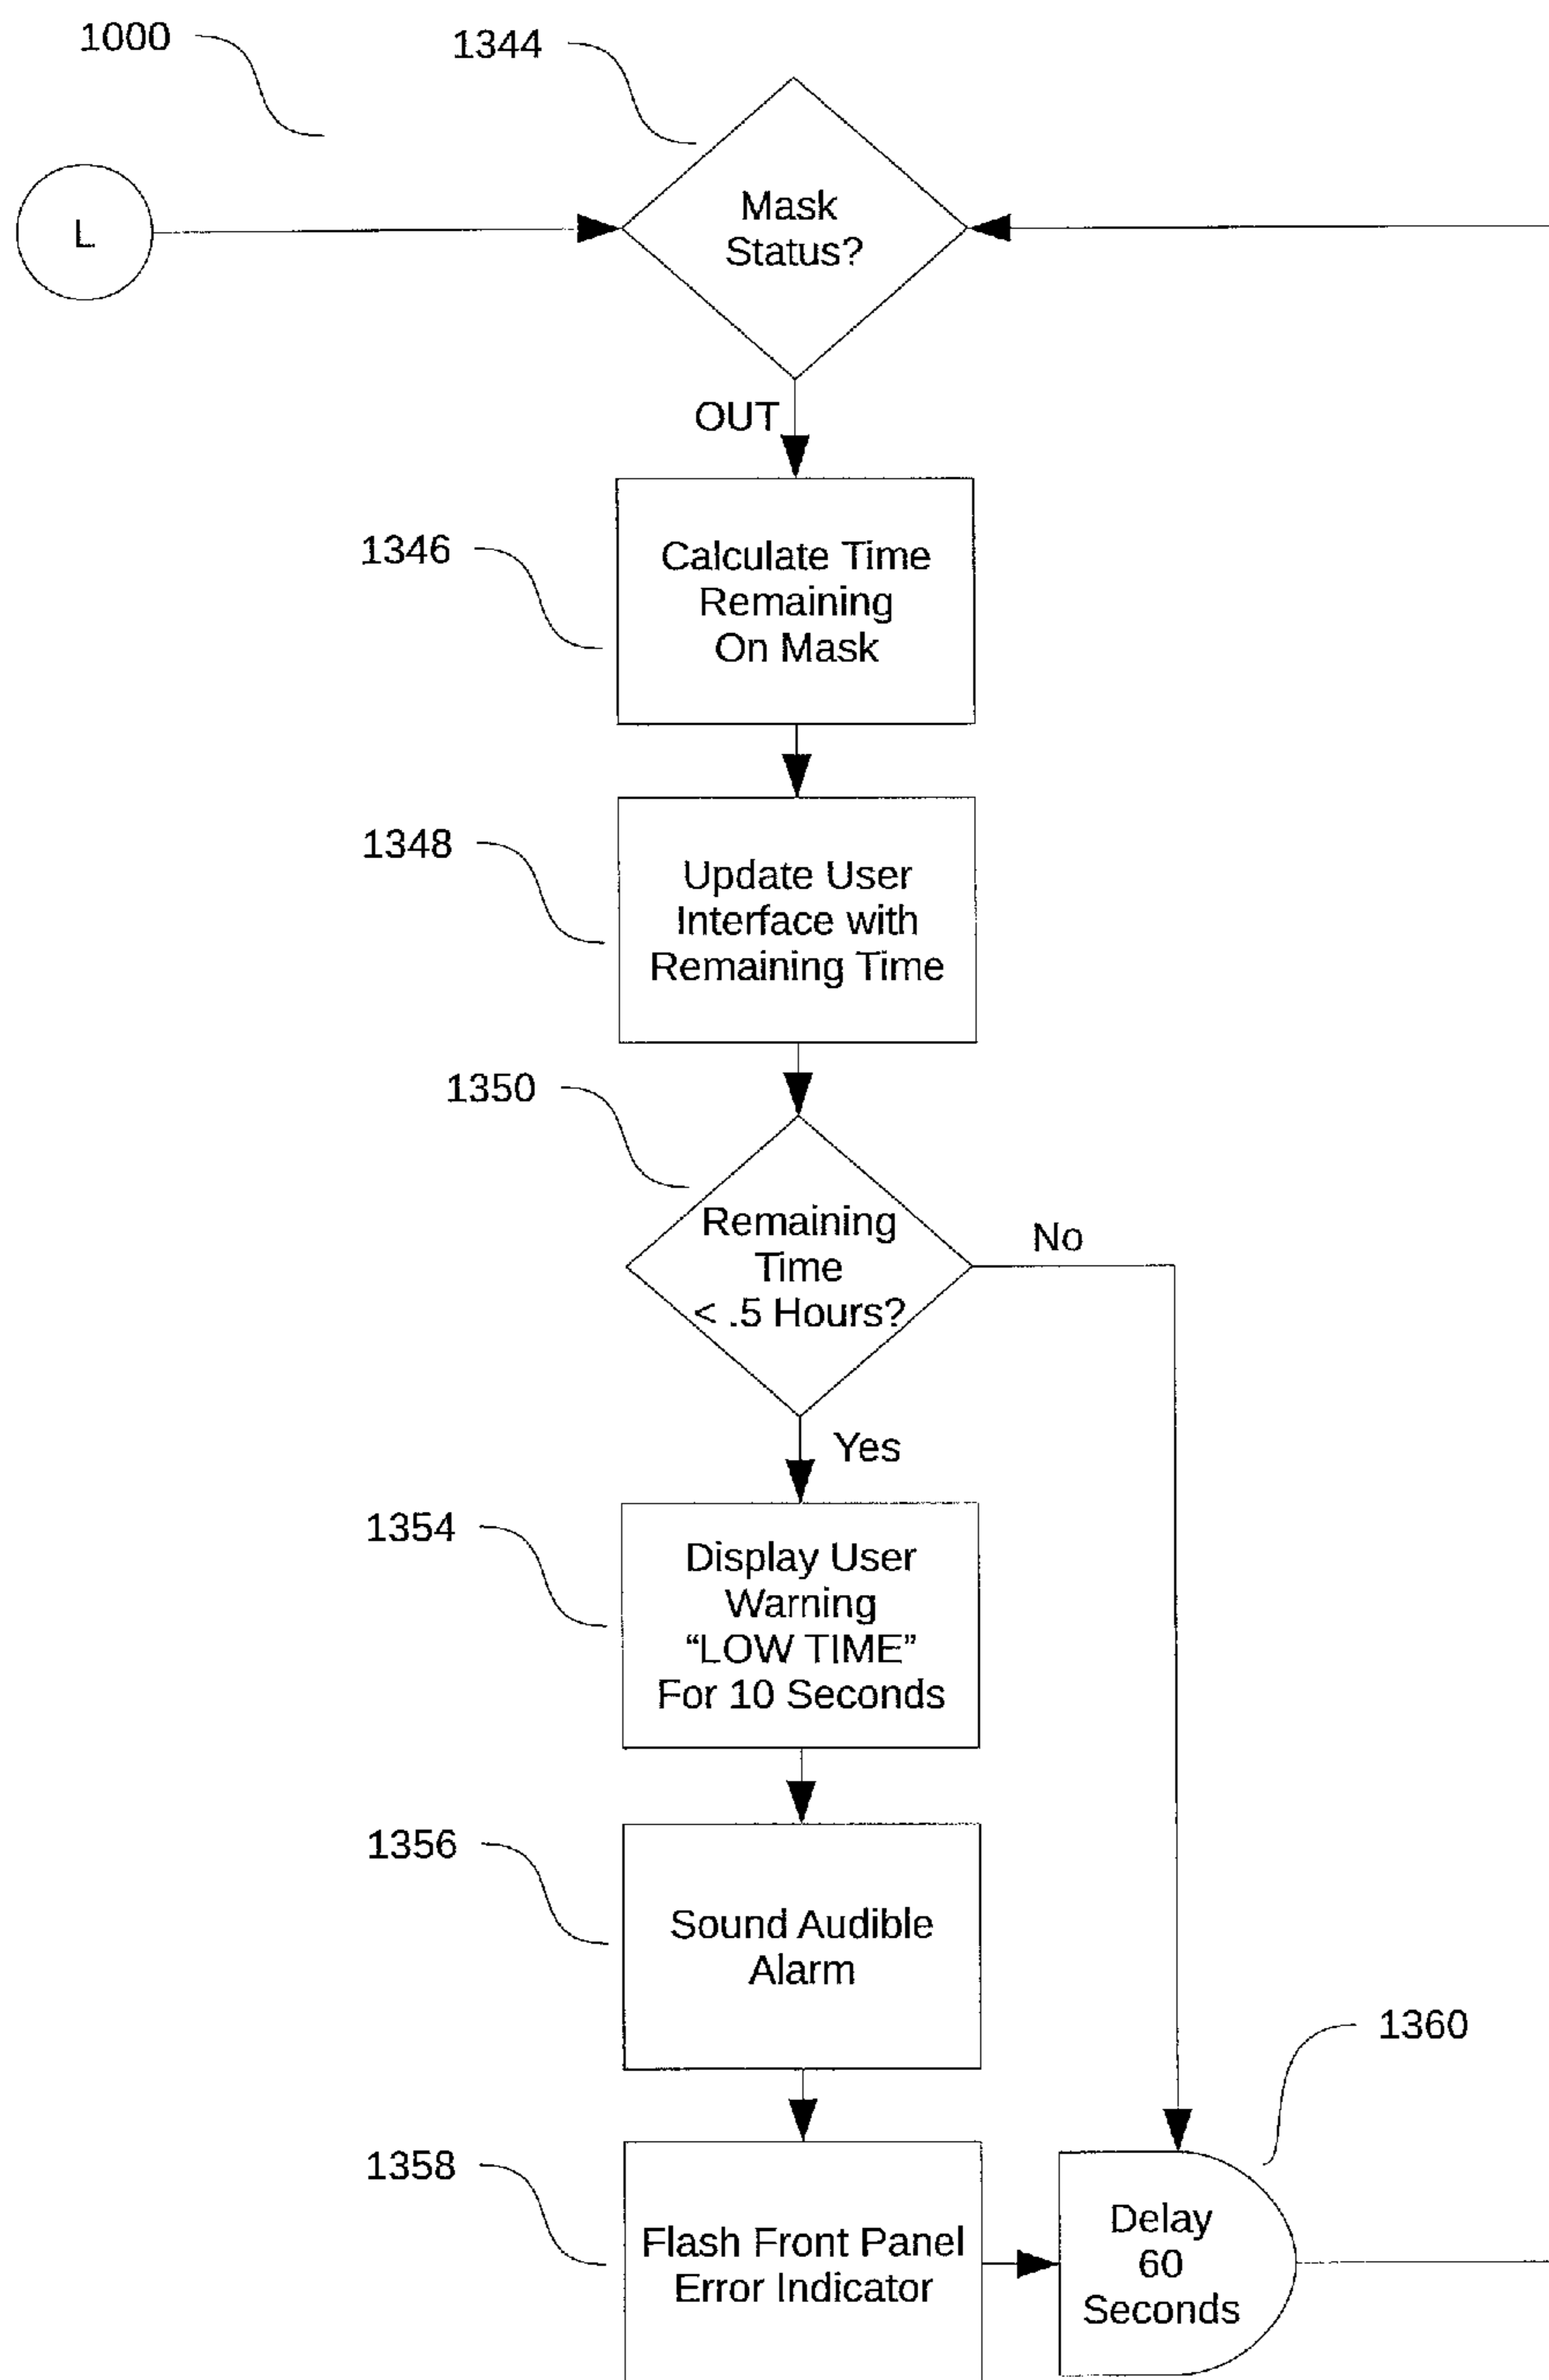 1000
1344
L
Mask
Status?
OUT
1346
Calculate Time
Remaining
On Mask
1348
Update User
Interface with
Remaining Time
1350
Remaining
Time
< .5 Hours?
No
Yes
1354
Display User
Warning
“LOW TIME”
For 10 Seconds
1356
Sound Audible
Alarm
1360
1358
Flash Front Panel
Error Indicator
Delay
60
Seconds